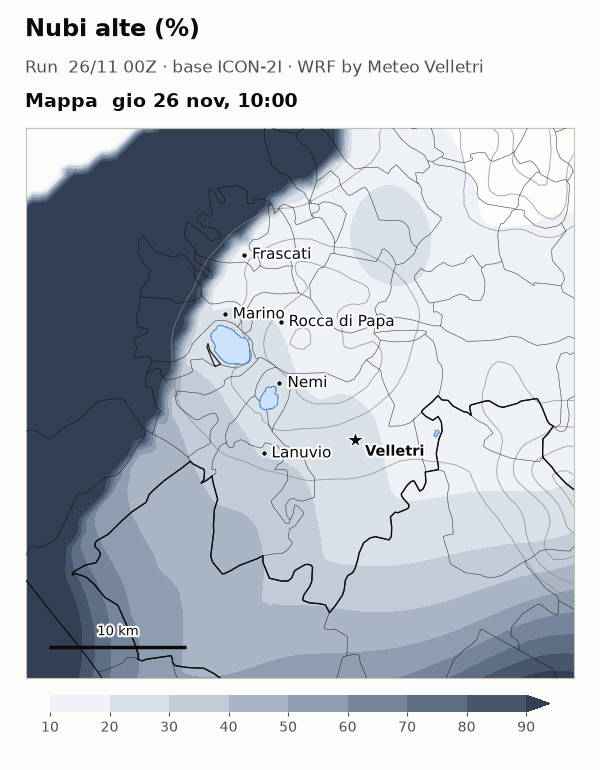 Nubi alte (%)
Run  26/11 00Z · base ICON-2I · WRF by Meteo Velletri
Mappa  gio 26 nov, 10:00
Frascati
Marino
Rocca di Papa
Nemi
Velletri
Lanuvio
10 km
10 20 30 40 50 60 70 80 90